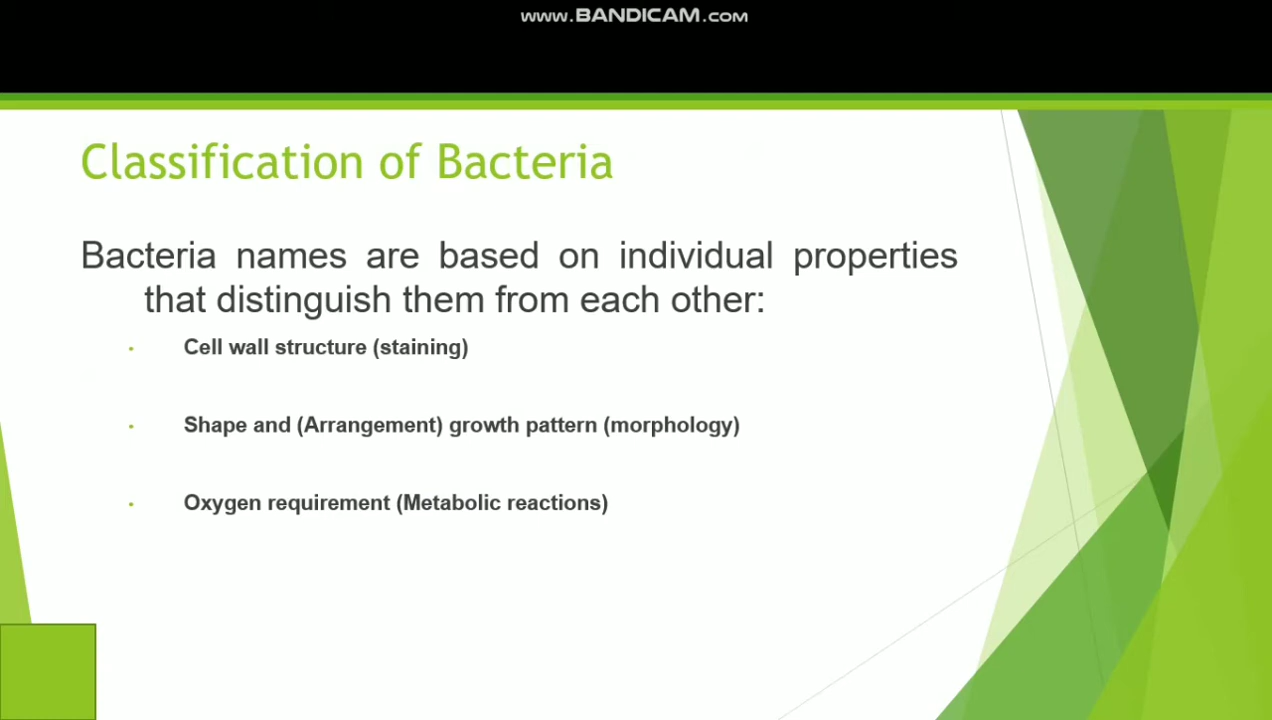 www.BANDICAM.com
Classification of Bacteria
Bacteria names are based on individual properties
that distinguish them from each other:
• Cell wall structure (staining)
• Shape and (Arrangement) growth pattern (morphology)
• Oxygen requirement (Metabolic reactions)